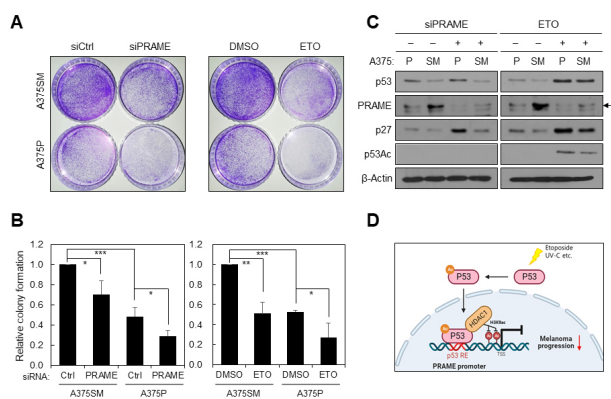 A
siCtrl siPRAME DMSO ETO
A375SM
A375P
B
Relative colony formation
1.2 1.2
1.0 1.0
0.8 0.8
0.6 0.6
0.4 0.4
0.2 0.2
0.0 0.0
*** ***
* * ** *
siRNA: Ctrl PRAME Ctrl PRAME DMSO ETO DMSO ETO
A375SM A375P A375SM A375P
C
siPRAME ETO
– – + + – – + +
A375: P SM P SM P SM P SM
p53
PRAME
p27
p53Ac
β-Actin
D
Etoposide
UV-C etc.
Ac
P53 P53
HDAC1
H3K9ac
Ac
P53
p53 RE
TSS
PRAME promoter
Melanoma
progression